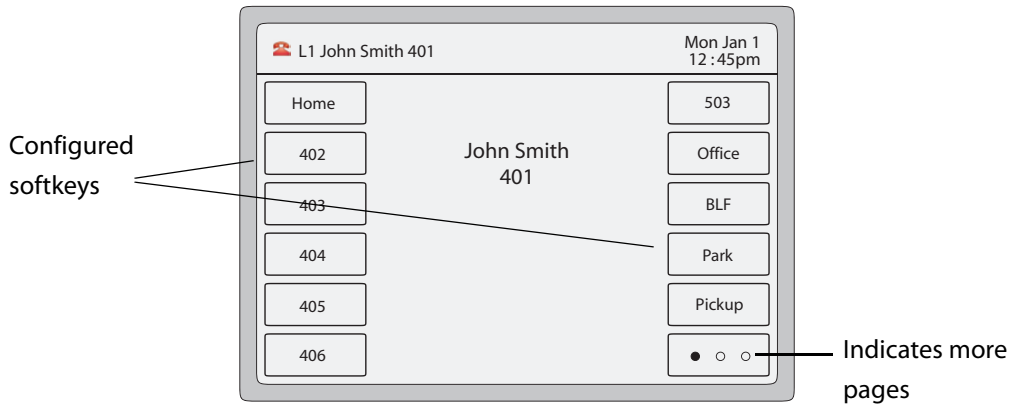 L1 John Smith 401
Mon Jan 1
12:45pm
Home
402
403
404
405
406
John Smith
401
503
Office
BLF
Park
Pickup
Configured
softkeys
Indicates more
pages